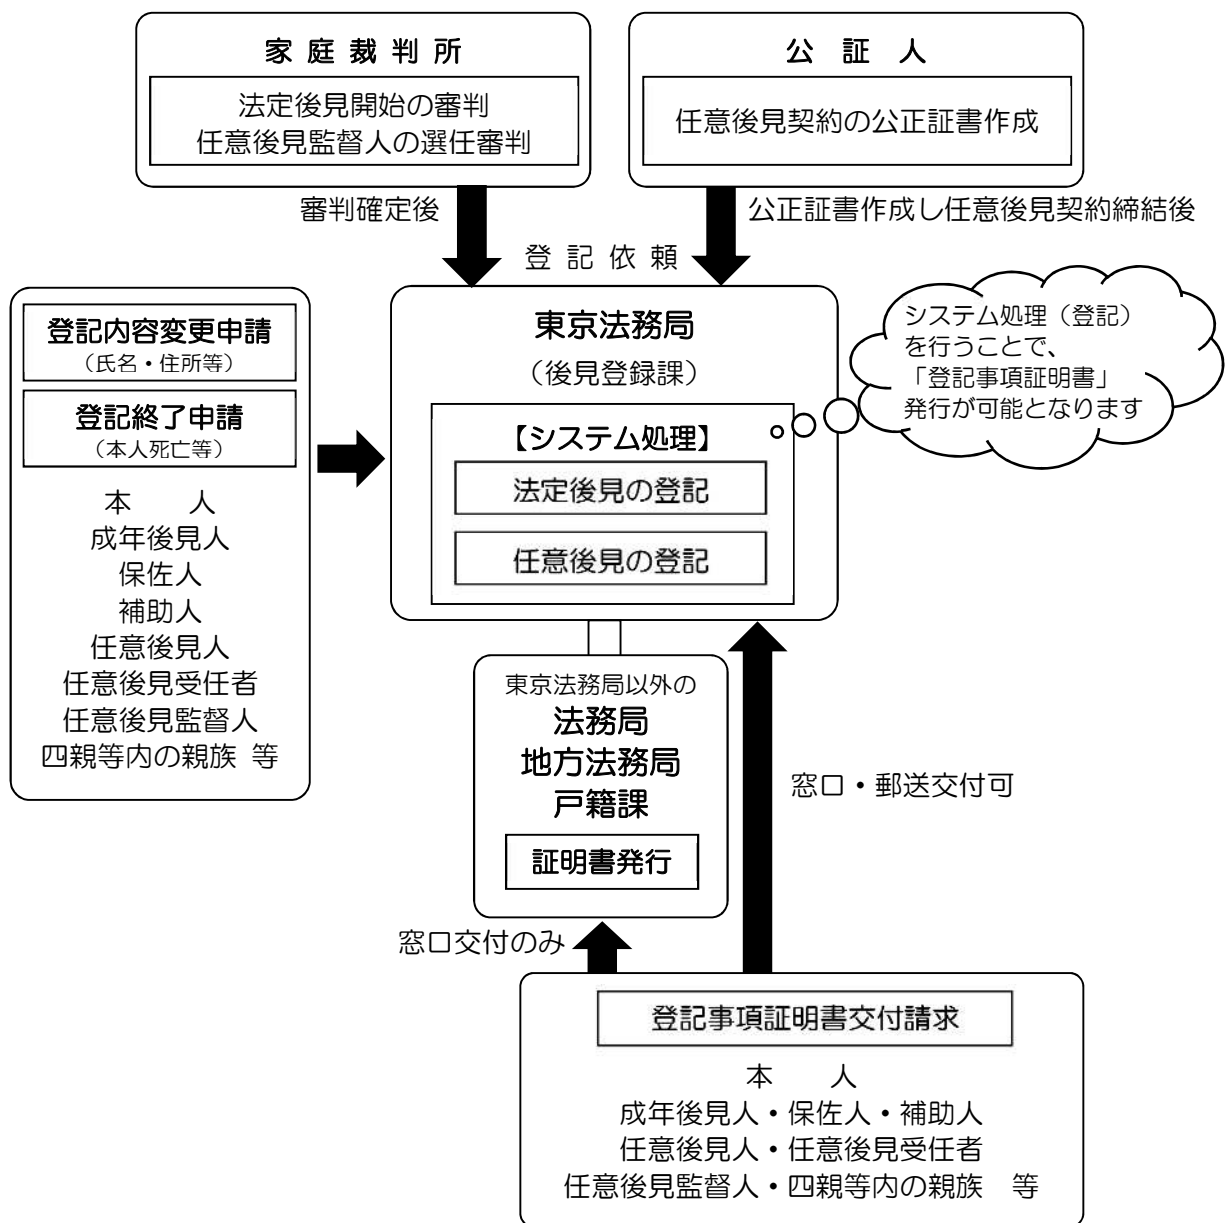 家庭裁判所
法定後見開始の審判
任意後見監督人の選任審判
公証人
任意後見契約の公正証書作成
審判確定後
公正証書作成し任意後見契約締結後
登記依頼
登記内容変更申請
（氏名・住所等）
登記終了申請
（本人死亡等）
本　　人
成年後見人
保佐人
補助人
任意後見人
任意後見受任者
任意後見監督人
四親等内の親族 等
東京法務局
（後見登録課）
【システム処理】
法定後見の登記
任意後見の登記
システム処理（登記）
を行うことで、
「登記事項証明書」
発行が可能となります
東京法務局以外の
法務局
地方法務局
戸籍課
証明書発行
窓口・郵送交付可
窓口交付のみ
登記事項証明書交付請求
本　　人
成年後見人・保佐人・補助人
任意後見人・任意後見受任者
任意後見監督人・四親等内の親族　等